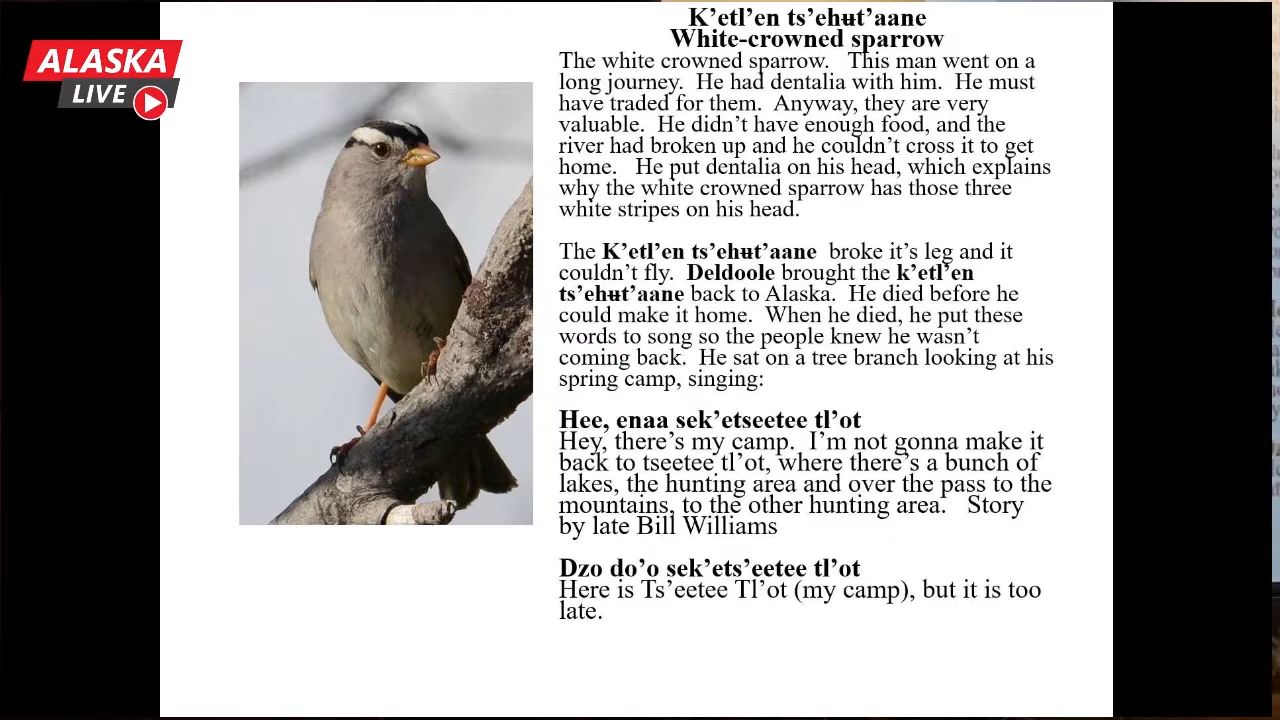 ALASKA
LIVE
K’etl’en ts’ehʉt’aane
White-crowned sparrow
The white crowned sparrow. This man went on a
long journey. He had dentalia with him. He must
have traded for them. Anyway, they are very
valuable. He didn’t have enough food, and the
river had broken up and he couldn’t cross it to get
home. He put dentalia on his head, which explains
why the white crowned sparrow has those three
white stripes on his head.
The K’etl’en ts’ehʉt’aane broke it’s leg and it
couldn’t fly. Deldoole brought the k’etl’en
ts’ehʉt’aane back to Alaska. He died before he
could make it home. When he died, he put these
words to song so the people knew he wasn’t
coming back. He sat on a tree branch looking at his
spring camp, singing:
Hee, enaa sek’etseetee tl’ot
Hey, there’s my camp. I’m not gonna make it
back to tseetee tl’ot, where there’s a bunch of
lakes, the hunting area and over the pass to the
mountains, to the other hunting area. Story
by late Bill Williams
Dzo do’o sek’ets’eetee tl’ot
Here is Ts’eetee Tl’ot (my camp), but it is too
late.